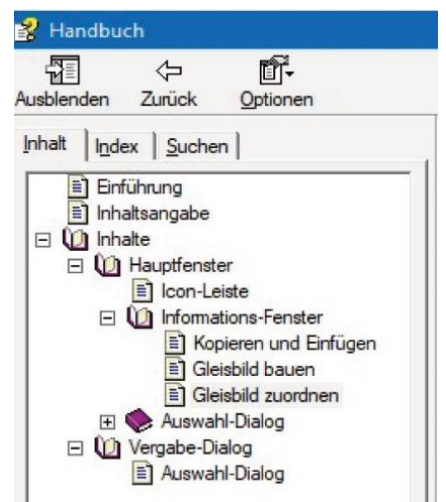 Handbuch
Ausblenden Zurück Optionen
Inhalt Index Suchen
Einführung
Inhaltsangabe
Inhalte
Hauptfenster
Icon-Leiste
Informations-Fenster
Kopieren und Einfügen
Gleisbild bauen
Gleisbild zuordnen
Auswahl-Dialog
Vergabe-Dialog
Auswahl-Dialog